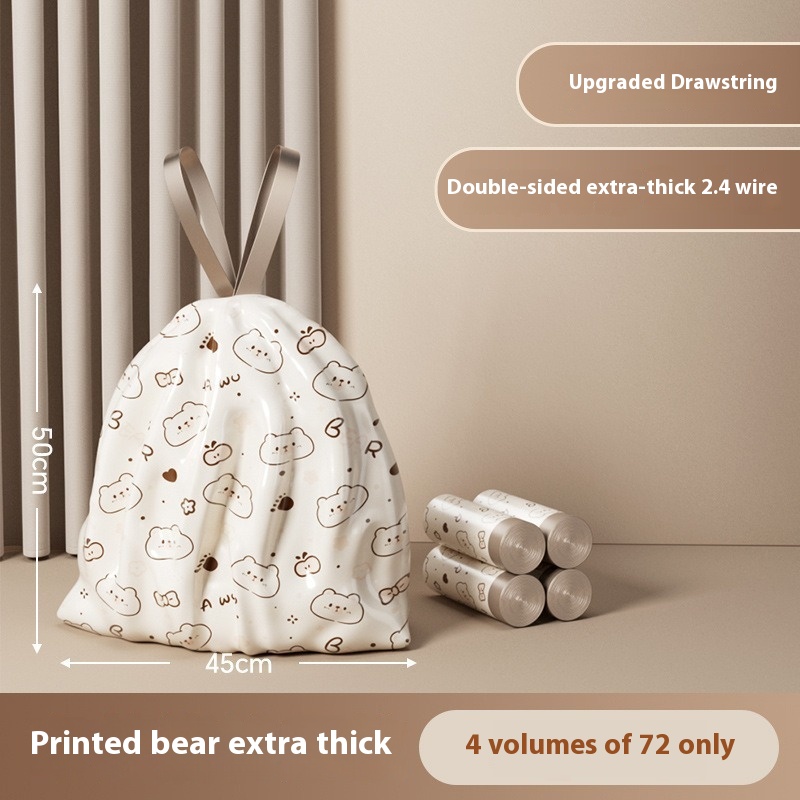 Upgraded Drawstring
Double-sided extra-thick 2.4 wire
50cm
45cm
Printed bear extra thick
4 volumes of 72 only